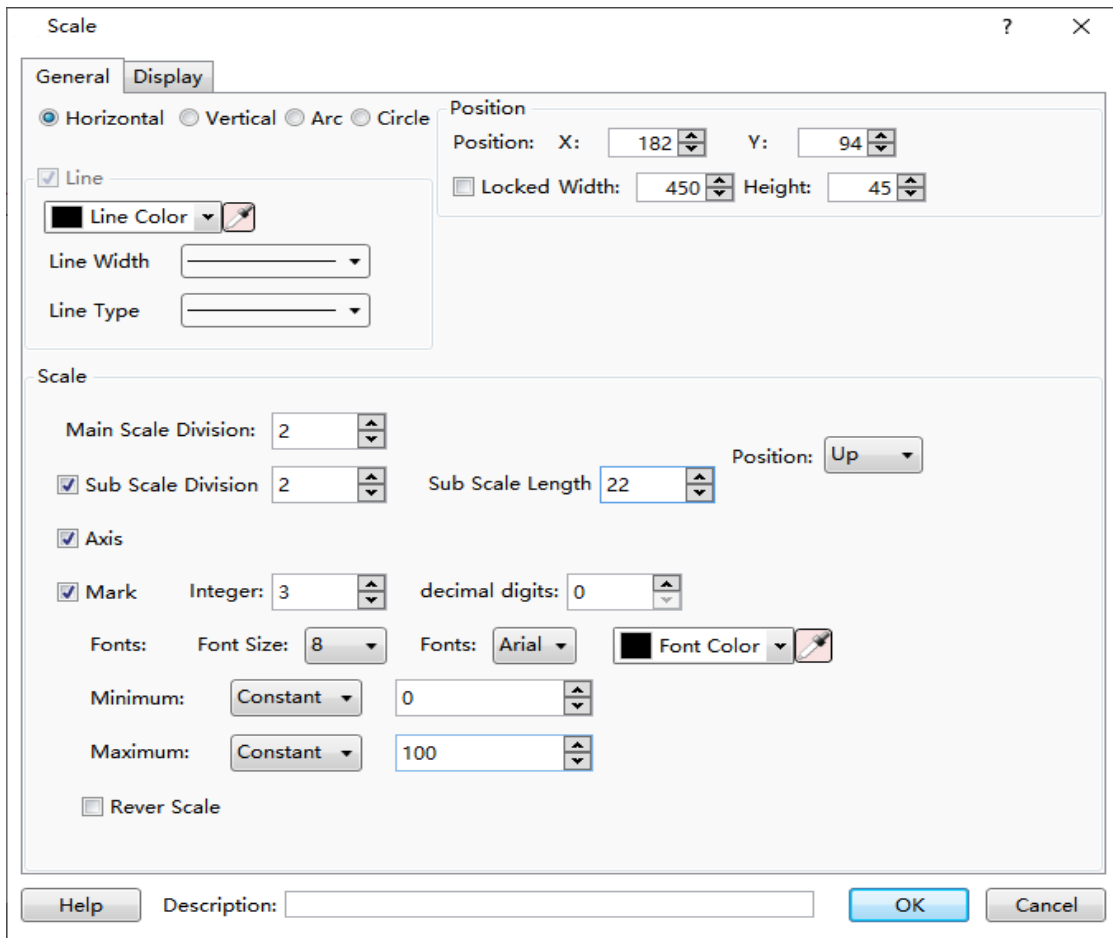 Scale ?
General Display
Horizontal Vertical Arc Circle
Position
Position: X: 182 Y: 94
Locked Width: 450 Height: 45
Line
Line Color
Line Width
Line Type
Scale
Main Scale Division: 2
Position: Up
Sub Scale Division 2 Sub Scale Length 22
Axis
Mark Integer: 3 decimal digits: 0
Fonts: Font Size: 8 Fonts: Arial Font Color
Minimum: Constant 0
Maximum: Constant 100
Rever Scale
Help Description: OK Cancel